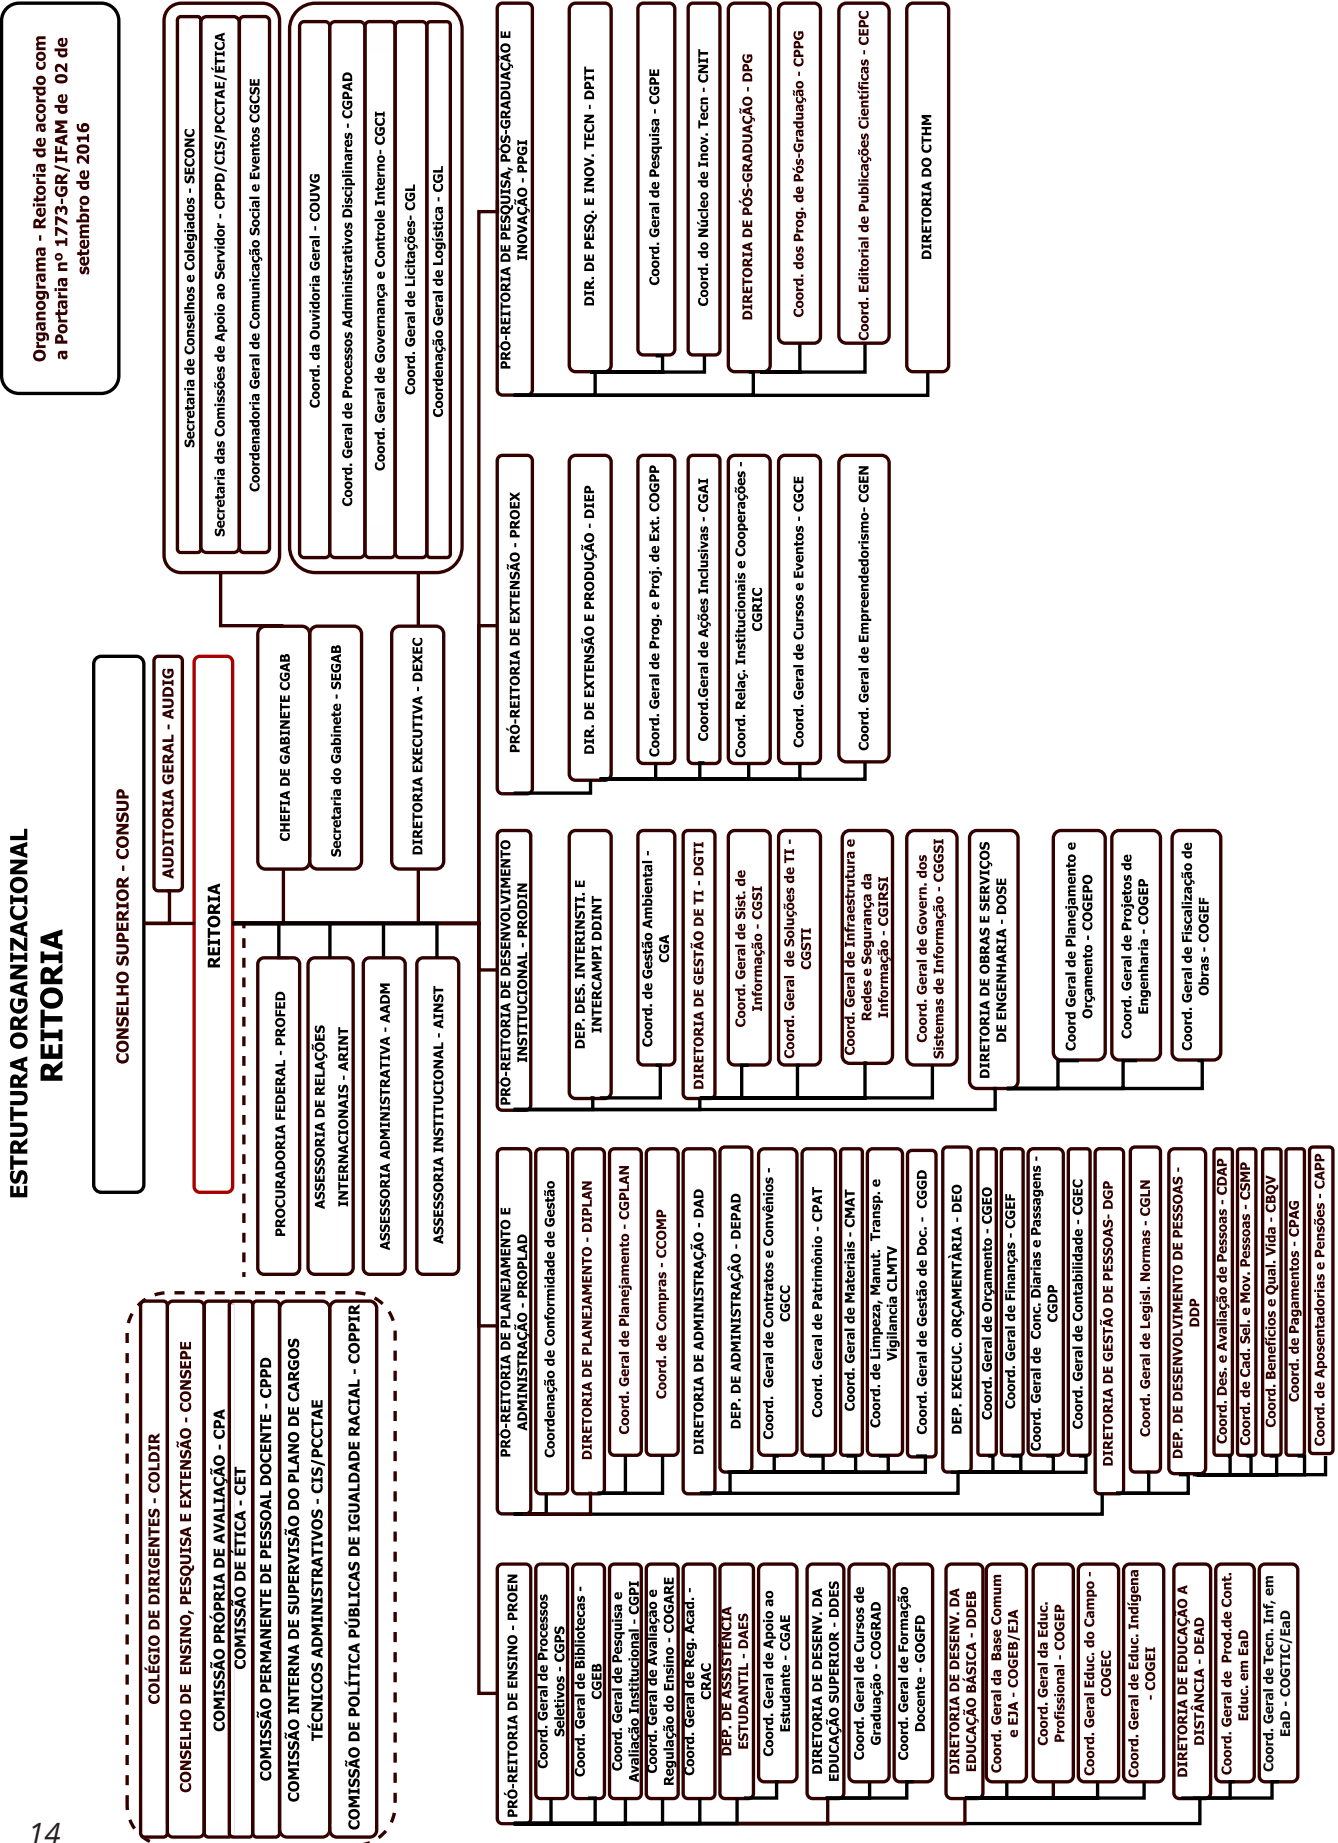 ESTRUTURA ORGANIZACIONAL
REITORIA
Organograma - Reitoria de acordo com
a Portaria nº 1773-GR/IFAM de 02 de
setembro de 2016
CONSELHO SUPERIOR - CONSUP
AUDITORIA GERAL - AUDIG
REITORIA
COLÉGIO DE DIRIGENTES - COLDIR
CONSELHO DE ENSINO, PESQUISA E EXTENSÃO - CONSEPE
COMISSÃO PRÓPRIA DE AVALIAÇÃO - CPA
COMISSÃO DE ÉTICA - CET
COMISSÃO PERMANENTE DE PESSOAL DOCENTE - CPPD
COMISSÃO INTERNA DE SUPERVISÃO DO PLANO DE CARGOS
TÉCNICOS ADMINISTRATIVOS - CIS/PCCTAE
COMISSÃO DE POLÍTICA PÚBLICAS DE IGUALDADE RACIAL - COPPIR
PROCURADORIA FEDERAL - PROFED
ASSESSORIA DE RELAÇÕES
INTERNACIONAIS - ARINT
ASSESSORIA ADMINISTRATIVA - AADM
ASSESSORIA INSTITUCIONAL - AINST
CHEFIA DE GABINETE CGAB
Secretaria do Gabinete - SEGAB
DIRETORIA EXECUTIVA - DEXEC
Secretaria de Conselhos e Colegiados - SECONC
Secretaria das Comissões de Apoio ao Servidor - CPPD/CIS/PCCTAE/ÉTICA
Coordenadoria Geral de Comunicação Social e Eventos CGCSE
Coord. da Ouvidoria Geral - COUVG
Coord. Geral de Processos Administrativos Disciplinares - CGPAD
Coord. Geral de Governança e Controle Interno- CGCI
Coord. Geral de Licitações- CGL
Coordenação Geral de Logística - CGL
PRÓ-REITORIA DE ENSINO - PROEN
Coord. Geral de Processos
Seletivos - CGPS
Coord. Geral de Bibliotecas -
CGEB
Coord. Geral de Pesquisa e
Avaliação Institucional - CGPI
Coord. Geral de Avaliação e
Regulação do Ensino - COGARE
Coord. Geral de Reg. Acad. -
CRAC
DEP. DE ASSISTENCIA
ESTUDANTIL - DAES
Coord. Geral de Apoio ao
Estudante - CGAE
DIRETORIA DE DESENV. DA
EDUCAÇÃO SUPERIOR - DDES
Coord. Geral de Cursos de
Graduação - COGRAD
Coord. Geral de Formação
Docente - GOGFD
DIRETORIA DE DESENV. DA
EDUCAÇÃO BÁSICA - DDEB
Coord. Geral da Base Comum
e EJA - COGEB/EJA
Coord. Geral da Educ.
Profissional - COGEP
Coord. Geral Educ. do Campo -
COGEC
Coord. Geral de Educ. Indígena
- COGEI
DIRETORIA DE EDUCAÇÃO A
DISTÂNCIA - DEAD
Coord. Geral de Prod.de Cont.
Educ. em EaD
Coord. Geral de Tecn. Inf, em
EaD - COGTIC/EaD
PRÓ-REITORIA DE PLANEJAMENTO E
ADMINISTRAÇÃO - PROPLAD
Coordenação de Conformidade de Gestão
DIRETORIA DE PLANEJAMENTO - DIPLAN
Coord. Geral de Planejamento - CGPLAN
Coord. de Compras - CCOMP
DIRETORIA DE ADMINISTRAÇÃO - DAD
DEP. DE ADMINISTRAÇÃO - DEPAD
Coord. Geral de Contratos e Convênios -
CGCC
Coord. Geral de Patrimônio - CPAT
Coord. Geral de Materiais - CMAT
Coord. de Limpeza, Manut. Transp. e
Vigilancia CLMTV
Coord. Geral de Gestão de Doc. - CGGD
DEP. EXECUC. ORÇAMENTÀRIA - DEO
Coord. Geral de Orçamento - CGEO
Coord. Geral de Finanças - CGEF
Coord. Geral de Conc. Diarias e Passagens -
CGDP
Coord. Geral de Contabilidade - CGEC
DIRETORIA DE GESTÃO DE PESSOAS- DGP
Coord. Geral de Legisl. Normas - CGLN
DEP. DE DESENVOLVIMENTO DE PESSOAS -
DDP
Coord. Des. e Avaliação de Pessoas - CDAP
Coord. de Cad. Sel. e Mov. Pessoas - CSMP
Coord. Benefícios e Qual. Vida - CBQV
Coord. de Pagamentos - CPAG
Coord. de Aposentadorias e Pensões - CAPP
PRÓ-REITORIA DE DESENVOLVIMENTO
INSTITUCIONAL - PRODIN
DEP. DES. INTERINSTI. E
INTERCAMPI DDINT
Coord. de Gestão Ambiental -
CGA
DIRETORIA DE GESTÃO DE TI - DGTI
Coord. Geral de Sist. de
Informação - CGSI
Coord. Geral de Soluções de TI -
CGSTI
Coord. Geral de Infraestrutura e
Redes e Segurança da
Informação - CGIRSI
Coord. Geral de Govern. dos
Sistemas de Informação - CGGSI
DIRETORIA DE OBRAS E SERVIÇOS
DE ENGENHARIA - DOSE
Coord Geral de Planejamento e
Orçamento - COGEPO
Coord. Geral de Projetos de
Engenharia - COGEP
Coord. Geral de Fiscalização de
Obras - COGEF
PRÓ-REITORIA DE EXTENSÃO - PROEX
DIR. DE EXTENSÃO E PRODUÇÃO - DIEP
Coord. Geral de Prog. e Proj. de Ext. COGPP
Coord.Geral de Ações Inclusivas - CGAI
Coord. Relaç. Institucionais e Cooperações -
CGRIC
Coord. Geral de Cursos e Eventos - CGCE
Coord. Geral de Empreendedorismo- CGEN
PRÓ-REITORIA DE PESQUISA, PÓS-GRADUAÇÃO E
INOVAÇÃO - PPGI
DIR. DE PESQ. E INOV. TECN - DPIT
Coord. Geral de Pesquisa - CGPE
Coord. do Núcleo de Inov. Tecn - CNIT
DIRETORIA DE PÓS-GRADUAÇÃO - DPG
Coord. dos Prog. de Pós-Graduação - CPPG
Coord. Editorial de Publicações Científicas - CEPC
DIRETORIA DO CTHM
14